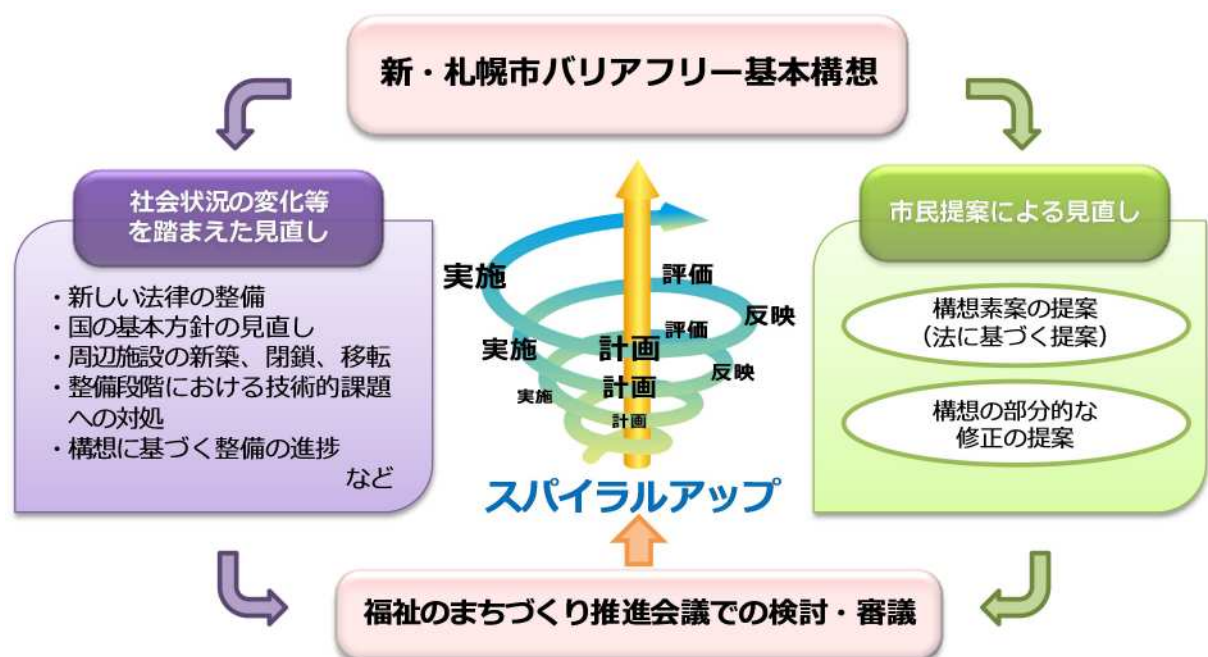 新・札幌市バリアフリー基本構想
社会状況の変化等
を踏まえた見直し
・新しい法律の整備
・国の基本方針の見直し
・周辺施設の新築、閉鎖、移転
・整備段階における技術的課題
への対処
・構想に基づく整備の進捗
など
実施
評価
反映
評価
実施
計画
反映
計画
実施
計画
スパイラルアップ
市民提案による見直し
構想素案の提案
（法に基づく提案）
構想の部分的な
修正の提案
福祉のまちづくり推進会議での検討・審議